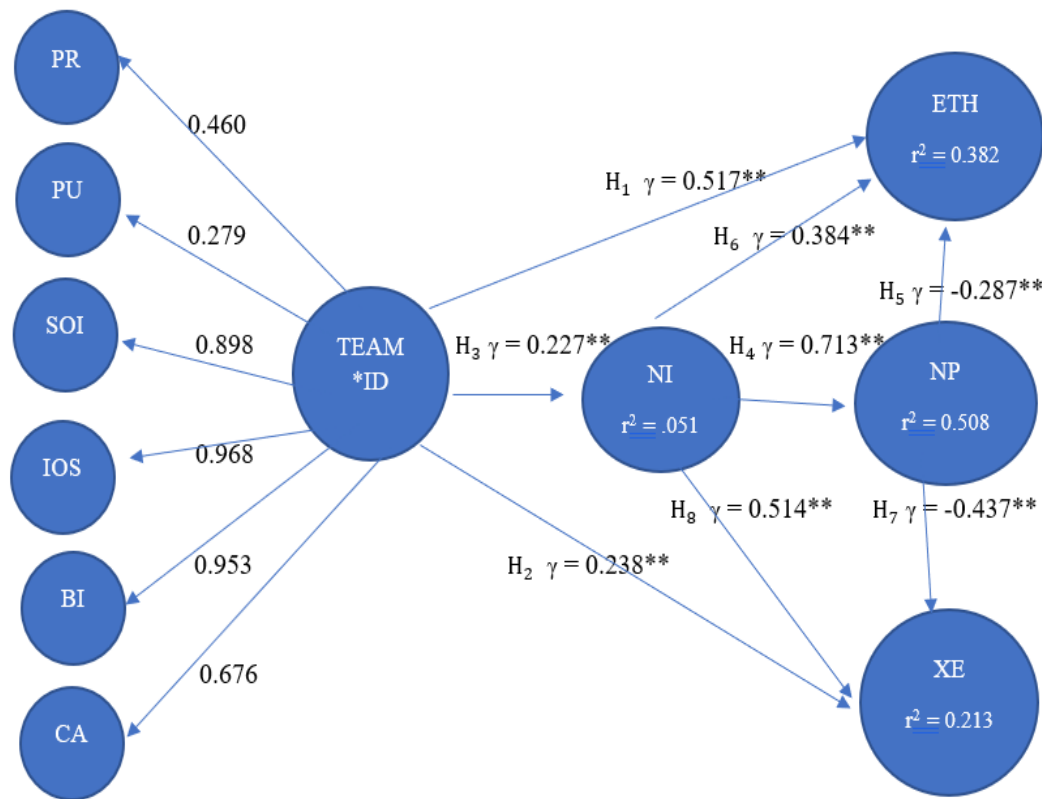 PR
0.460
PU
0.279
SOI
0.898
IOS
0.968
BI
0.953
CA
0.676
TEAM
*ID
H₁ γ = 0.517**
H₆ γ = 0.384**
H₃ γ = 0.227**
H₂ γ = 0.238**
NI
r² = .051
H₄ γ = 0.713**
H₈ γ = 0.514**
NP
r² = 0.508
H₅ γ = -0.287**
H₇ γ = -0.437**
ETH
r² = 0.382
XE
r² = 0.213